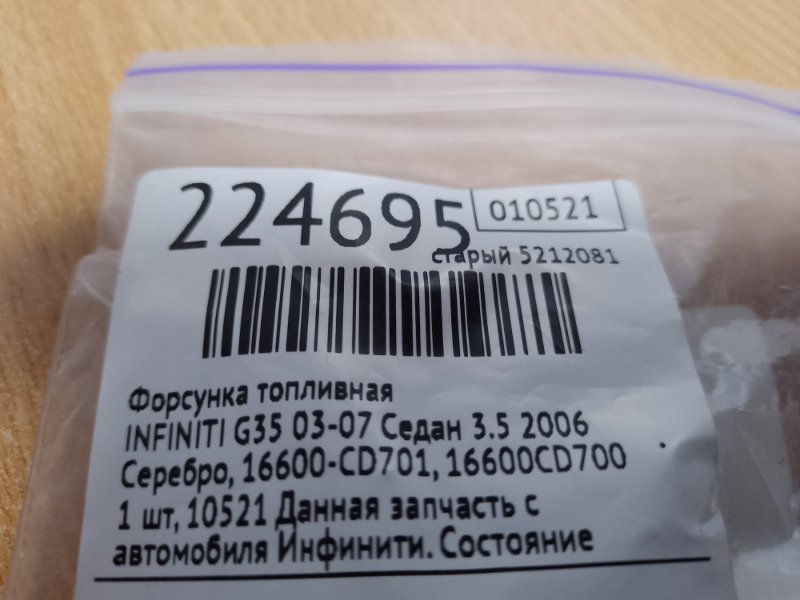 224695
010521
старый 5212081
Форсунка топливная
INFINITI G35 03-07 Седан 3.5 2006
Серебро, 16600-CD701, 16600CD700
1 шт, 10521 Данная запчасть с
автомобиля Инфинити. Состояние